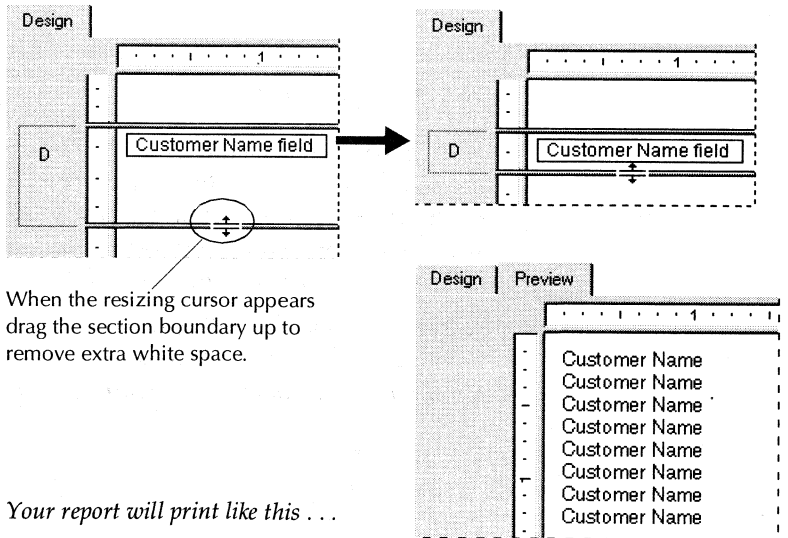 Design
1
D
Customer Name field
When the resizing cursor appears
drag the section boundary up to
remove extra white space.
Design
1
D
Customer Name field
Design Preview
1
1
Customer Name
Customer Name
Customer Name
Customer Name
Customer Name
Customer Name
Customer Name
Customer Name
Your report will print like this . . .